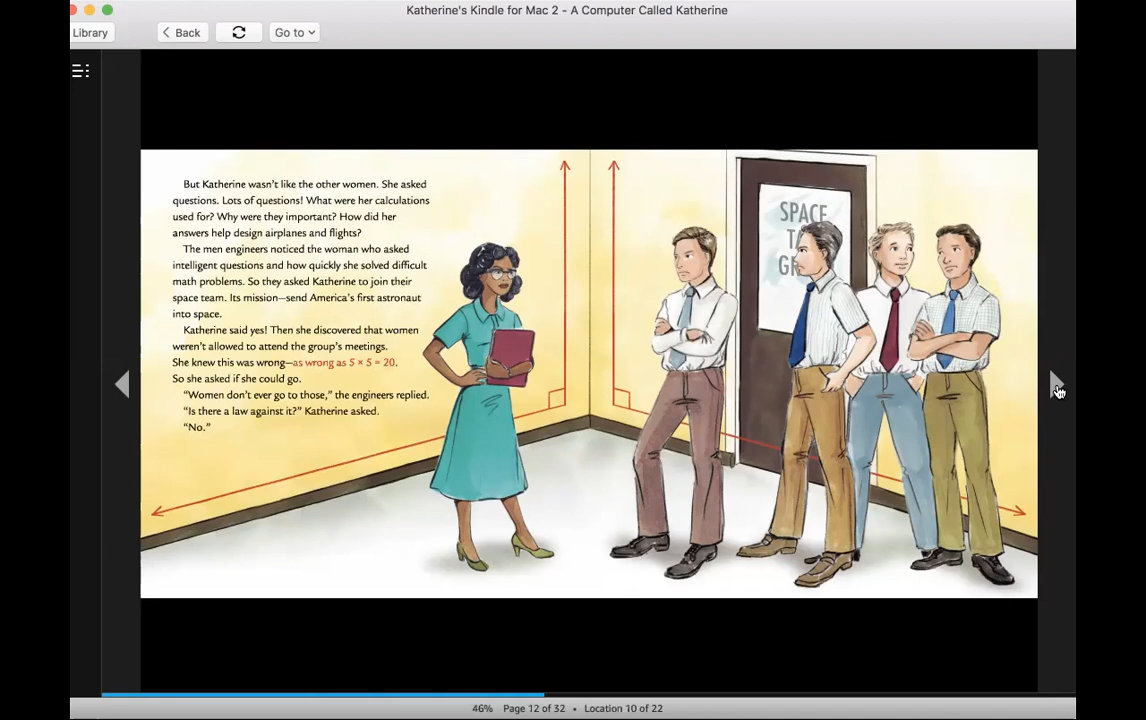 Katherine's Kindle for Mac 2 - A Computer Called Katherine
Library
Back
Go to
But Katherine wasn't like the other women. She asked
questions. Lots of questions! What were her calculations
used for? Why were they important? How did her
answers help design airplanes and flights?
The men engineers noticed the woman who asked
intelligent questions and how quickly she solved difficult
math problems. So they asked Katherine to join their
space team. Its mission—send America's first astronaut
into space.
Katherine said yes! Then she discovered that women
weren't allowed to attend the group's meetings.
She knew this was wrong—as wrong as 5 × 5 = 20.
So she asked if she could go.
“Women don't ever go to those,” the engineers replied.
“Is there a law against it?” Katherine asked.
“No.”
SPACE
46% Page 12 of 32 • Location 10 of 22